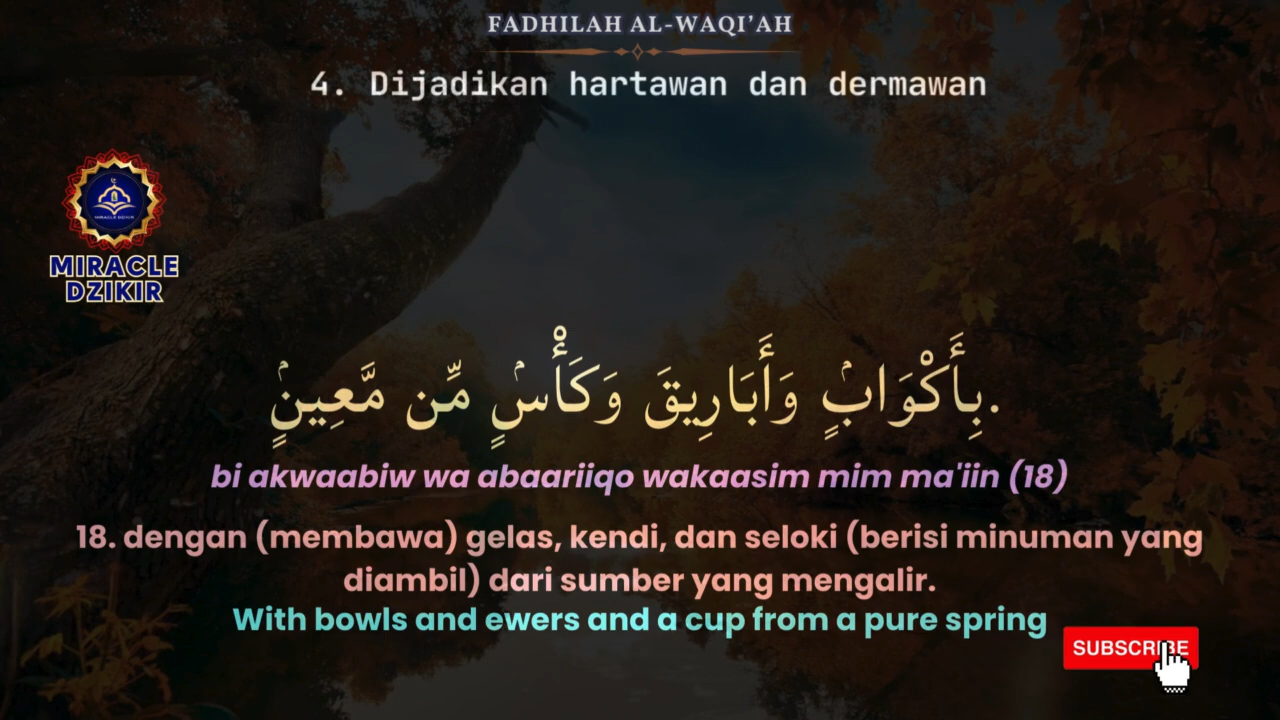 FADHILAH AL-WAQI'AH
4. Dijadikan hartawan dan dermawan
MIRACLE DZIKIR
MIRACLE
DZIKIR
بِأَكْوَابٍۢ وَأَبَارِيقَ وَكَأْسٍۢ مِّن مَّعِينٍۢ.
bi akwaabiw wa abaariiqo wakaasim mim ma'iin (18)
18. dengan (membawa) gelas, kendi, dan seloki (berisi minuman yang
diambil) dari sumber yang mengalir.
With bowls and ewers and a cup from a pure spring
SUBSCRIBE